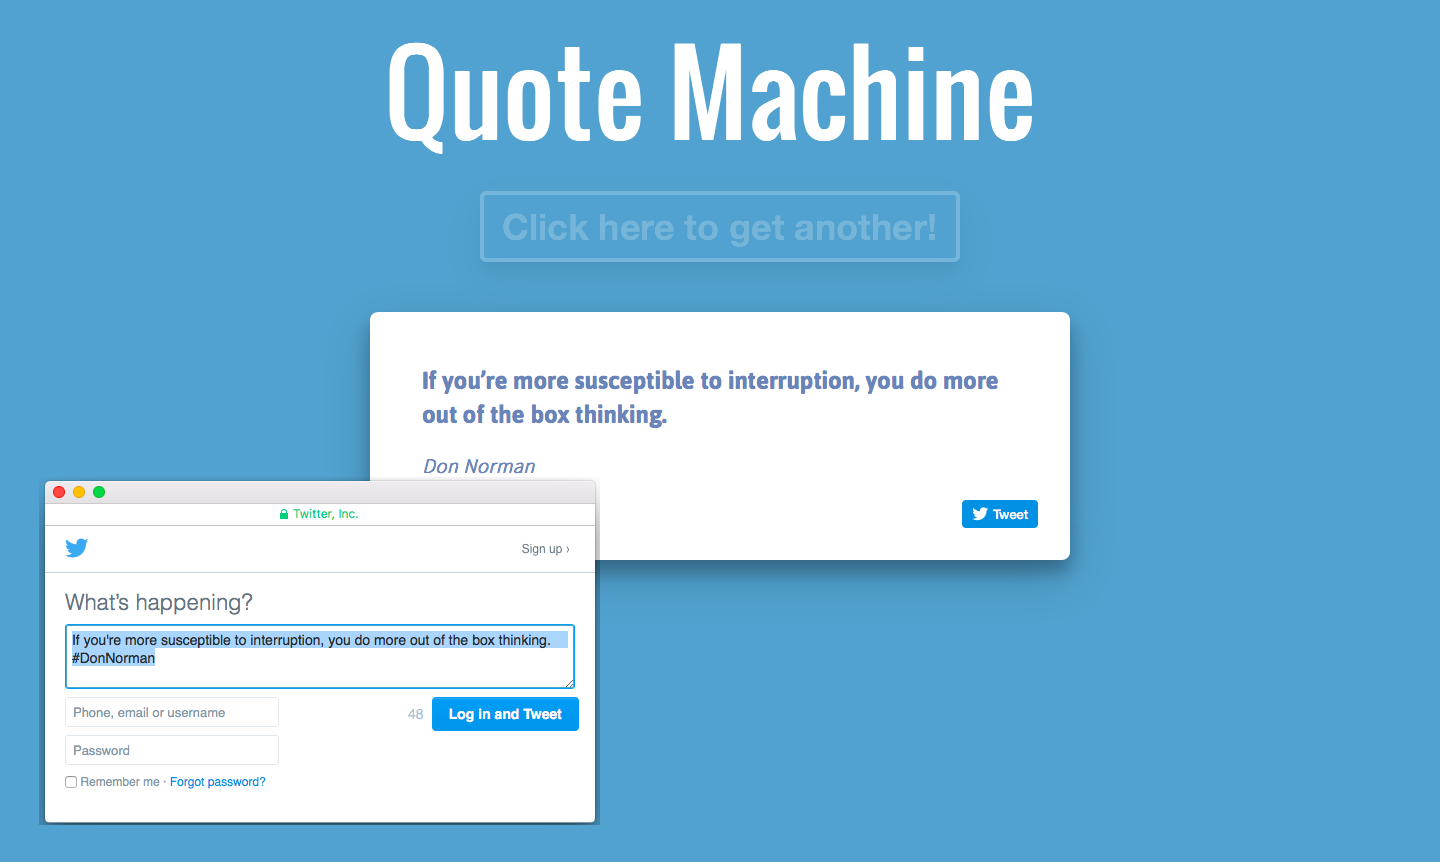 Quote Machine
Click here to get another!
If you’re more susceptible to interruption, you do more
out of the box thinking.
Don Norman
Tweet
Twitter, Inc.
Sign up ›
What's happening?
If you're more susceptible to interruption, you do more out of the box thinking.
#DonNorman
Phone, email or username
48
Log in and Tweet
Password
Remember me · Forgot password?